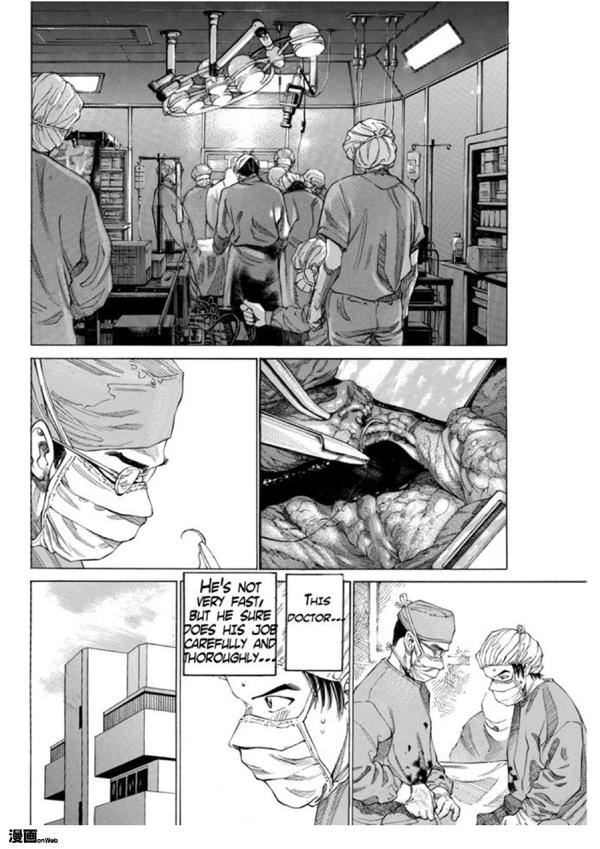 THIS
DOCTOR...
HE'S NOT
VERY FAST,
BUT HE SURE
DOES HIS JOB
CAREFULLY AND
THOROUGHLY...
漫画onWeb